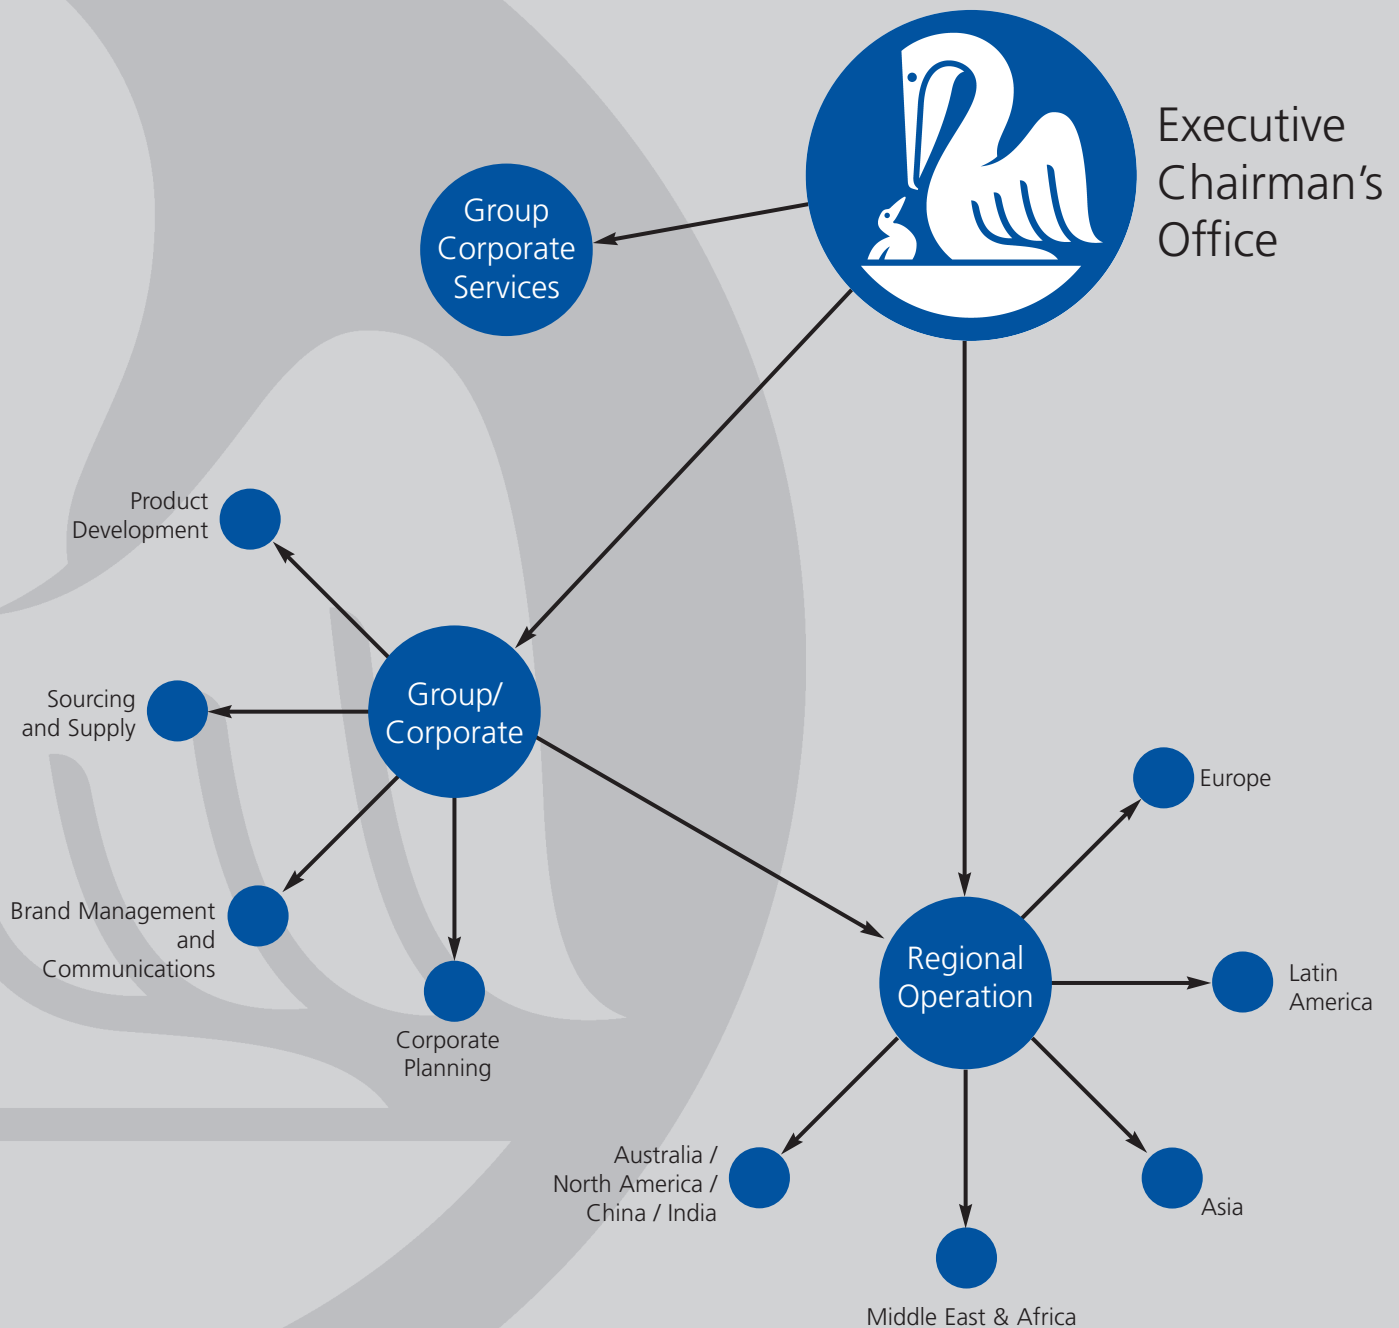 Executive
Chairman’s
Office
Group
Corporate
Services
Product
Development
Sourcing
and Supply
Group/
Corporate
Brand Management
and
Communications
Corporate
Planning
Europe
Regional
Operation
Latin
America
Australia /
North America /
China / India
Asia
Middle East & Africa